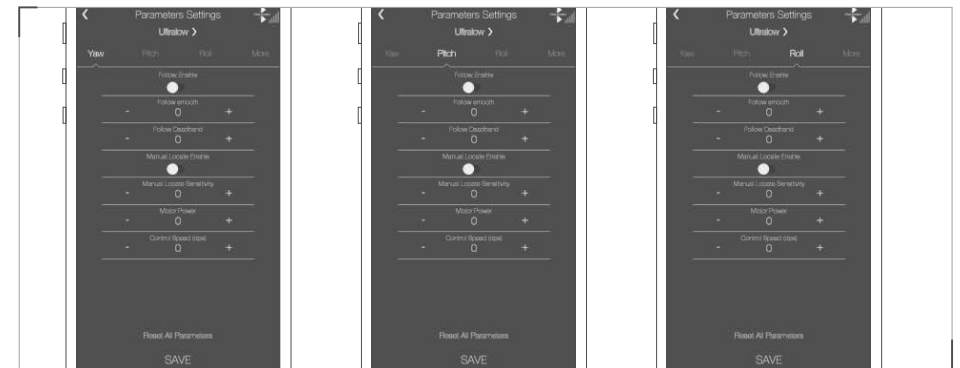 Parameters Settings
Ultralow >
Yaw Pitch Roll More
Follow Enable
Follow smooth
- 0 +
Follow Deadband
- 0 +
Manual Locate Enable
Manual Locate Sensitivity
- 0 +
Motor Power
- 0 +
Control Speed (dps)
- 0 +
Reset All Parameters
SAVE
Parameters Settings
Ultralow >
Yaw Pitch Roll More
Follow Enable
Follow smooth
- 0 +
Follow Deadband
- 0 +
Manual Locate Enable
Manual Locate Sensitivity
- 0 +
Motor Power
- 0 +
Control Speed (dps)
- 0 +
Reset All Parameters
SAVE
Parameters Settings
Ultralow >
Yaw Pitch Roll More
Follow Enable
Follow smooth
- 0 +
Follow Deadband
- 0 +
Manual Locate Enable
Manual Locate Sensitivity
- 0 +
Motor Power
- 0 +
Control Speed (dps)
- 0 +
Reset All Parameters
SAVE